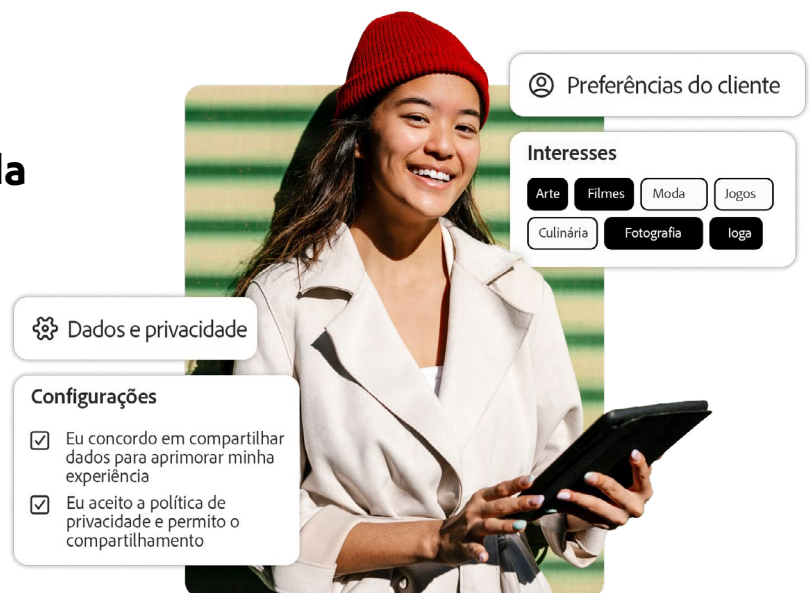 Preferências do cliente
Interesses
Arte Filmes Moda Jogos
Culinária Fotografia Ioga
Dados e privacidade
Configurações
Eu concordo em compartilhar
dados para aprimorar minha
experiência
Eu aceito a política de
privacidade e permito o
compartilhamento